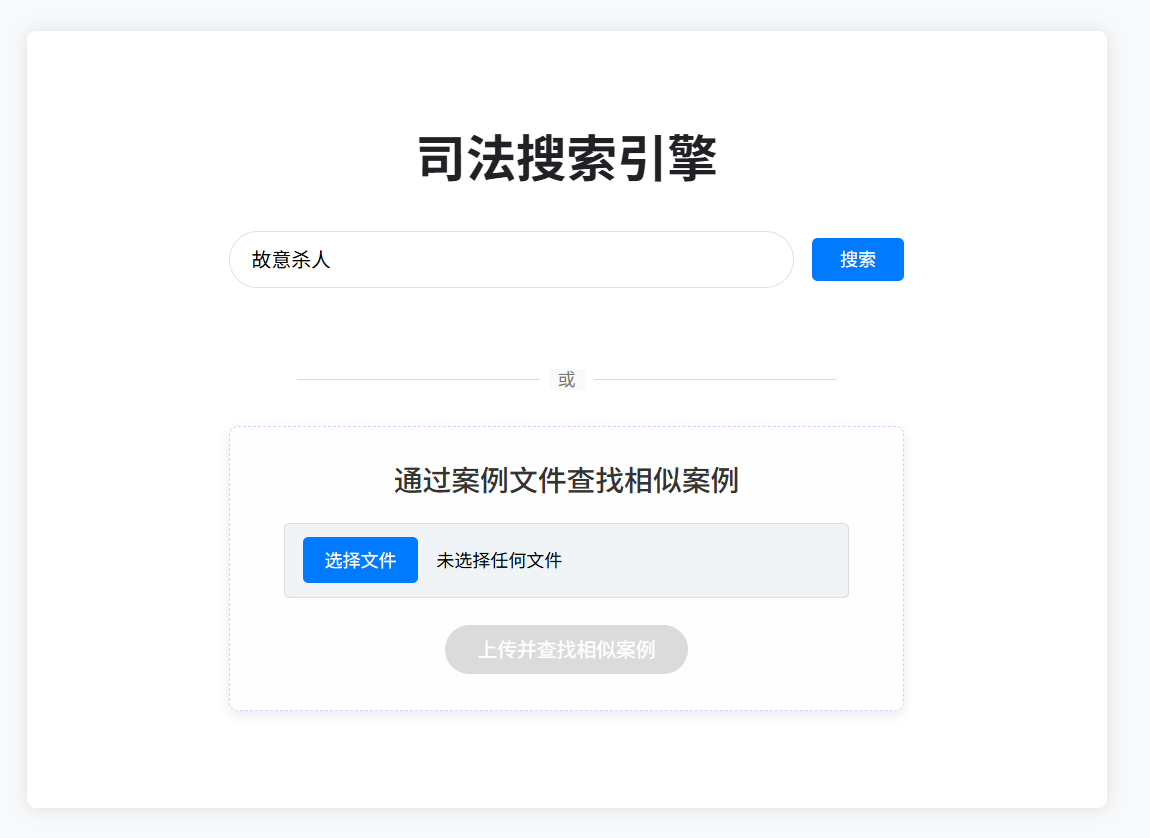 司法搜索引擎
故意杀人
搜索
或
通过案例文件查找相似案例
选择文件 未选择任何文件
上传并查找相似案例